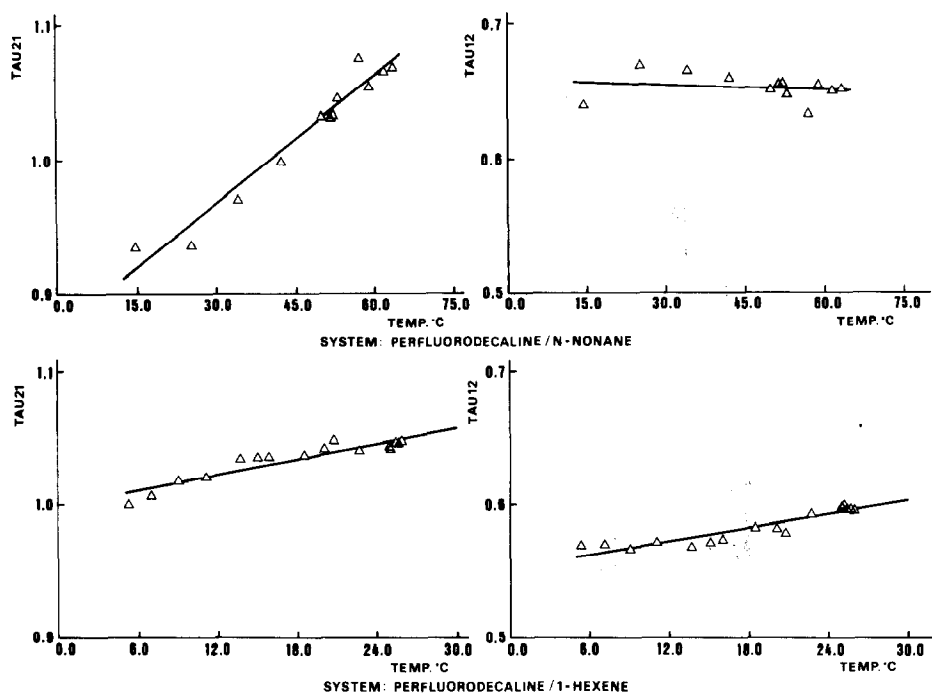 TAU21
1.1
1.0
0.9
0.0 15.0 30.0 45.0 60.0 75.0
TEMP.°C
TAU12
0.7
0.6
0.5
0.0 15.0 30.0 45.0 60.0 75.0
TEMP.°C
SYSTEM: PERFLUORODECALINE/N-NONANE
TAU21
1.1
1.0
0.9
0.0 6.0 12.0 18.0 24.0 30.0
TEMP.°C
TAU12
0.7
0.6
0.5
0.0 6.0 12.0 18.0 24.0 30.0
TEMP.°C
SYSTEM: PERFLUORODECALINE/1-HEXENE